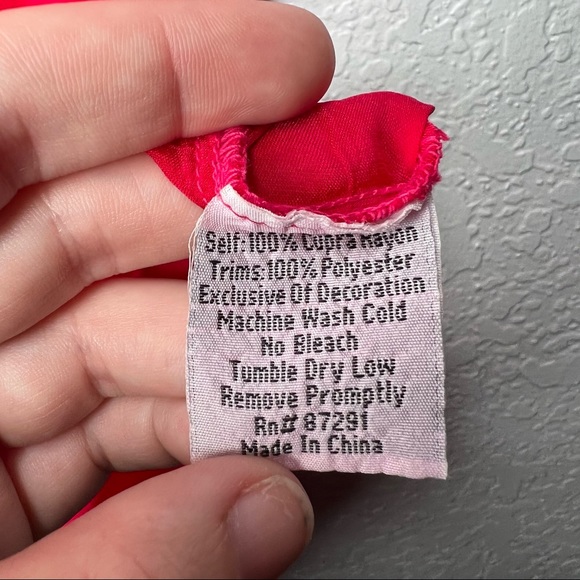 Self:100% Cupra Rayon
Trims:100% Polyester
Exclusive Of Decoration
Machine Wash Cold
No Bleach
Tumble Dry Low
Remove Promptly
Rn# 87291
Made In China